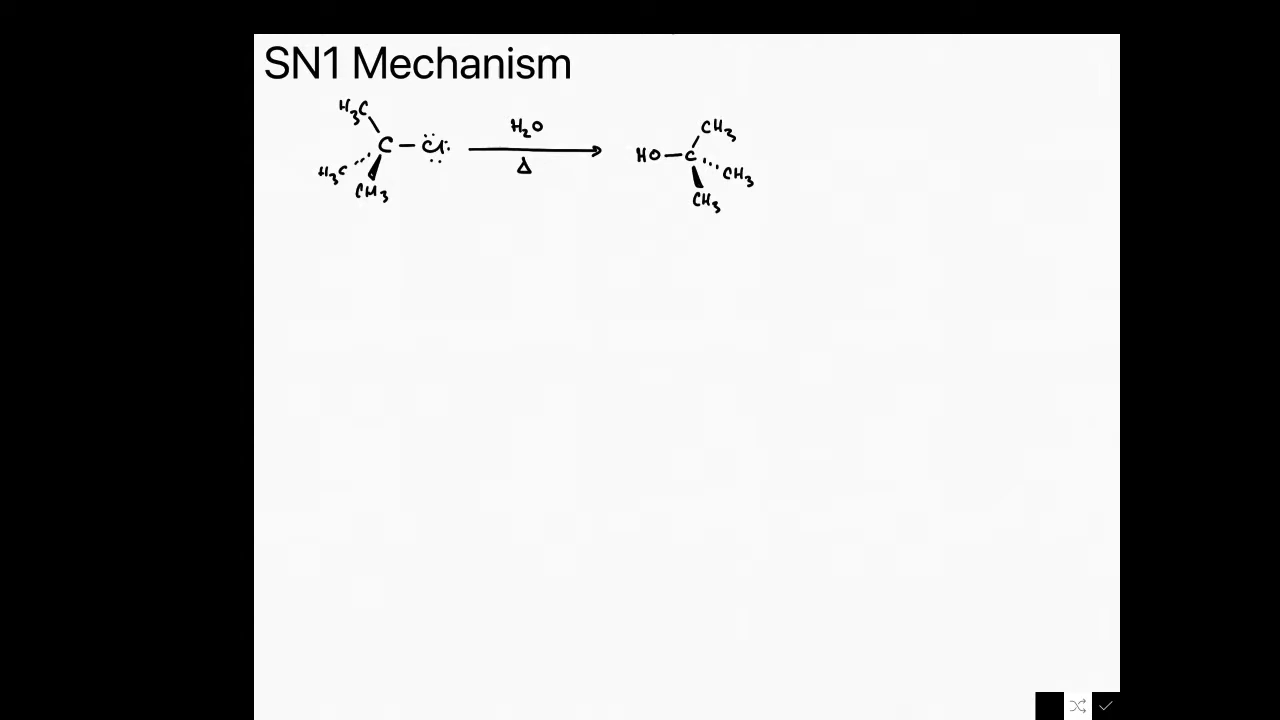 SN1 Mechanism
H₃C
C — Cl
H₃C
CH₃
H₂O
Δ
CH₃
HO — C
CH₃
CH₃